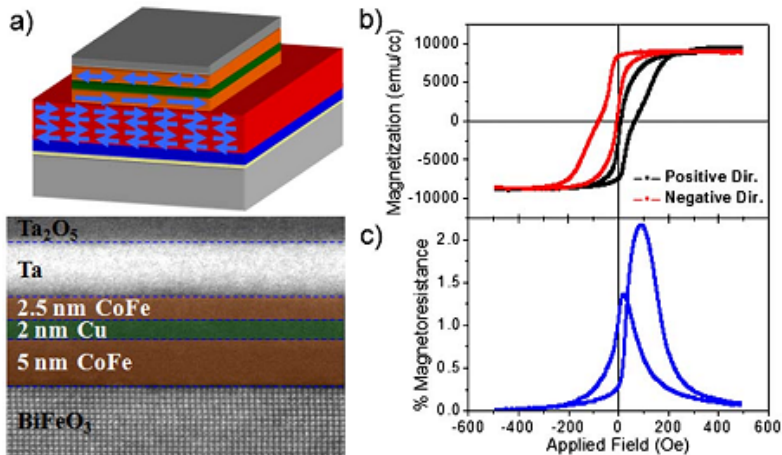 a)
Ta₂O₅
Ta
2.5 nm CoFe
2 nm Cu
5 nm CoFe
BiFeO₃
b)
Magnetization (emu/cc)
10000
5000
0
-5000
-10000
Positive Dir.
Negative Dir.
c)
% Magnetoresistance
2.0
1.5
1.0
0.5
0.0
-600 -400 -200 0 200 400 600
Applied Field (Oe)